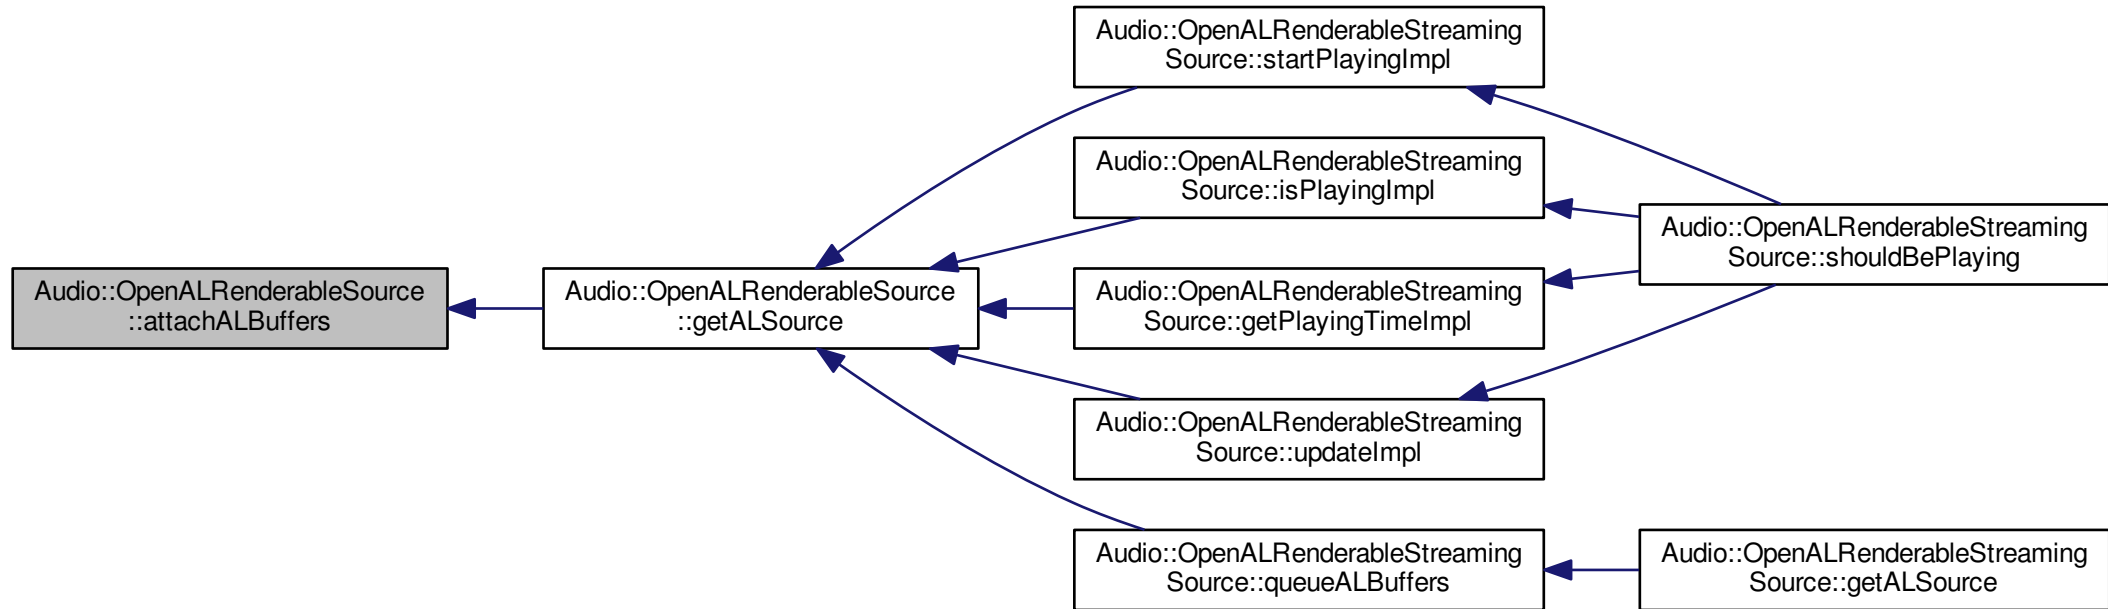 Audio::OpenALRenderableStreaming
Source::startPlayingImpl
Audio::OpenALRenderableStreaming
Source::isPlayingImpl
Audio::OpenALRenderableStreaming
Source::shouldBePlaying
Audio::OpenALRenderableSource
::attachALBuffers
Audio::OpenALRenderableSource
::getALSource
Audio::OpenALRenderableStreaming
Source::getPlayingTimeImpl
Audio::OpenALRenderableStreaming
Source::updateImpl
Audio::OpenALRenderableStreaming
Source::queueALBuffers
Audio::OpenALRenderableStreaming
Source::getALSource